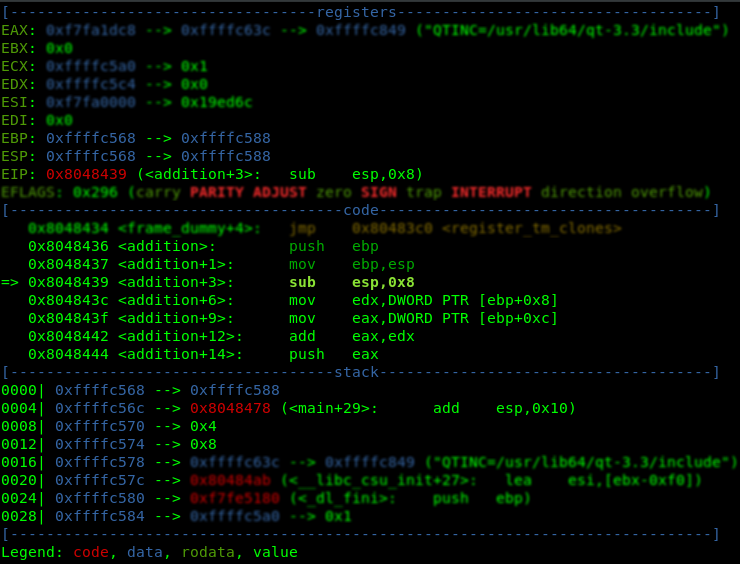 [----------------------------------registers-----------------------------------]
EAX: 0xf7fa1dc8 --> 0xffffc63c --> 0xffffc849 ("QTINC=/usr/lib64/qt-3.3/include")
EBX: 0x0
ECX: 0xffffc5a0 --> 0x1
EDX: 0xffffc5c4 --> 0x0
ESI: 0xf7fa0000 --> 0x19ed6c
EDI: 0x0
EBP: 0xffffc568 --> 0xffffc588
ESP: 0xffffc568 --> 0xffffc588
EIP: 0x8048439 (<addition+3>:	sub    esp,0x8)
EFLAGS: 0x296 (carry PARITY ADJUST zero SIGN trap INTERRUPT direction overflow)
[-------------------------------------code-------------------------------------]
   0x8048434 <frame_dummy+4>:	jmp    0x80483c0 <register_tm_clones>
   0x8048436 <addition>:	push   ebp
   0x8048437 <addition+1>:	mov    ebp,esp
=> 0x8048439 <addition+3>:	sub    esp,0x8
   0x804843c <addition+6>:	mov    edx,DWORD PTR [ebp+0x8]
   0x804843f <addition+9>:	mov    eax,DWORD PTR [ebp+0xc]
   0x8048442 <addition+12>:	add    eax,edx
   0x8048444 <addition+14>:	push   eax
[------------------------------------stack-------------------------------------]
0000| 0xffffc568 --> 0xffffc588
0004| 0xffffc56c --> 0x8048478 (<main+29>:	add    esp,0x10)
0008| 0xffffc570 --> 0x4
0012| 0xffffc574 --> 0x8
0016| 0xffffc578 --> 0xffffc63c --> 0xffffc849 ("QTINC=/usr/lib64/qt-3.3/include")
0020| 0xffffc57c --> 0x80484ab (<__libc_csu_init+27>:	lea    esi,[ebx-0xf0])
0024| 0xffffc580 --> 0xf7fe5180 (<_dl_fini>:	push   ebp)
0028| 0xffffc584 --> 0xffffc5a0 --> 0x1
[------------------------------------------------------------------------------]
Legend: code, data, rodata, value